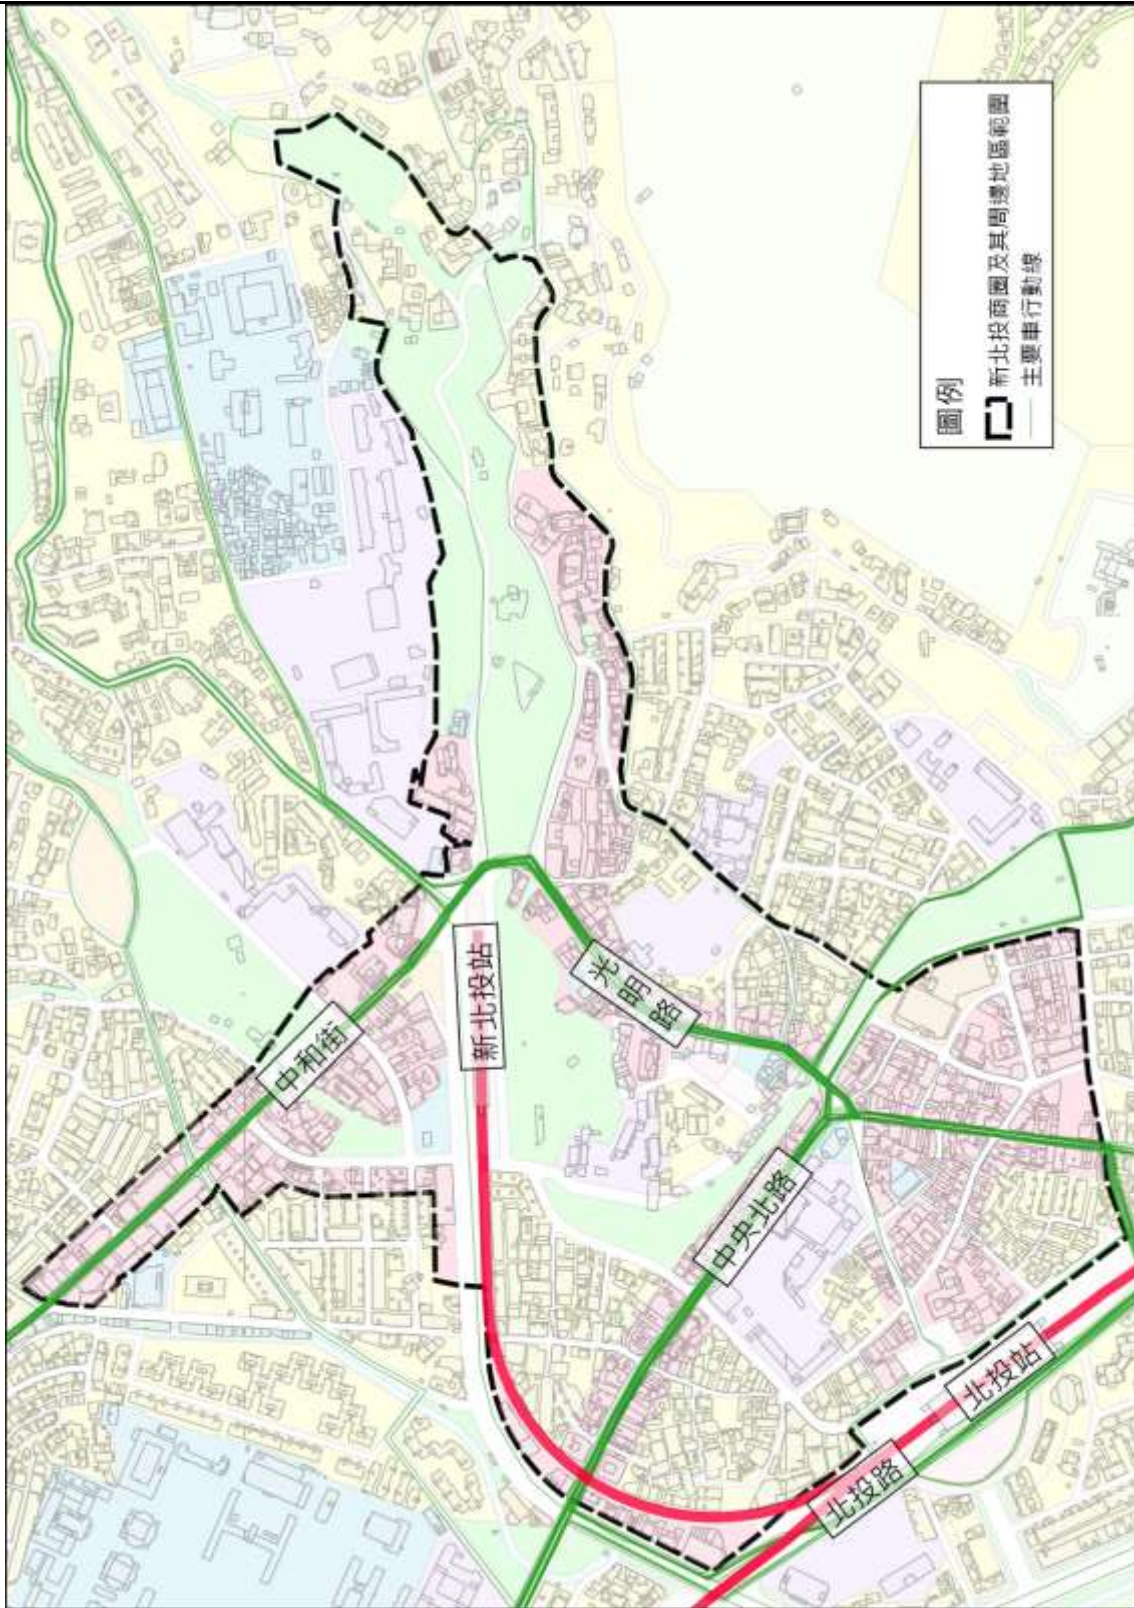 中和街
新北投站
光明路
中央北路
北投站
北投路
圖例
新北投商圈及其周邊地區範圍
主要車行動線